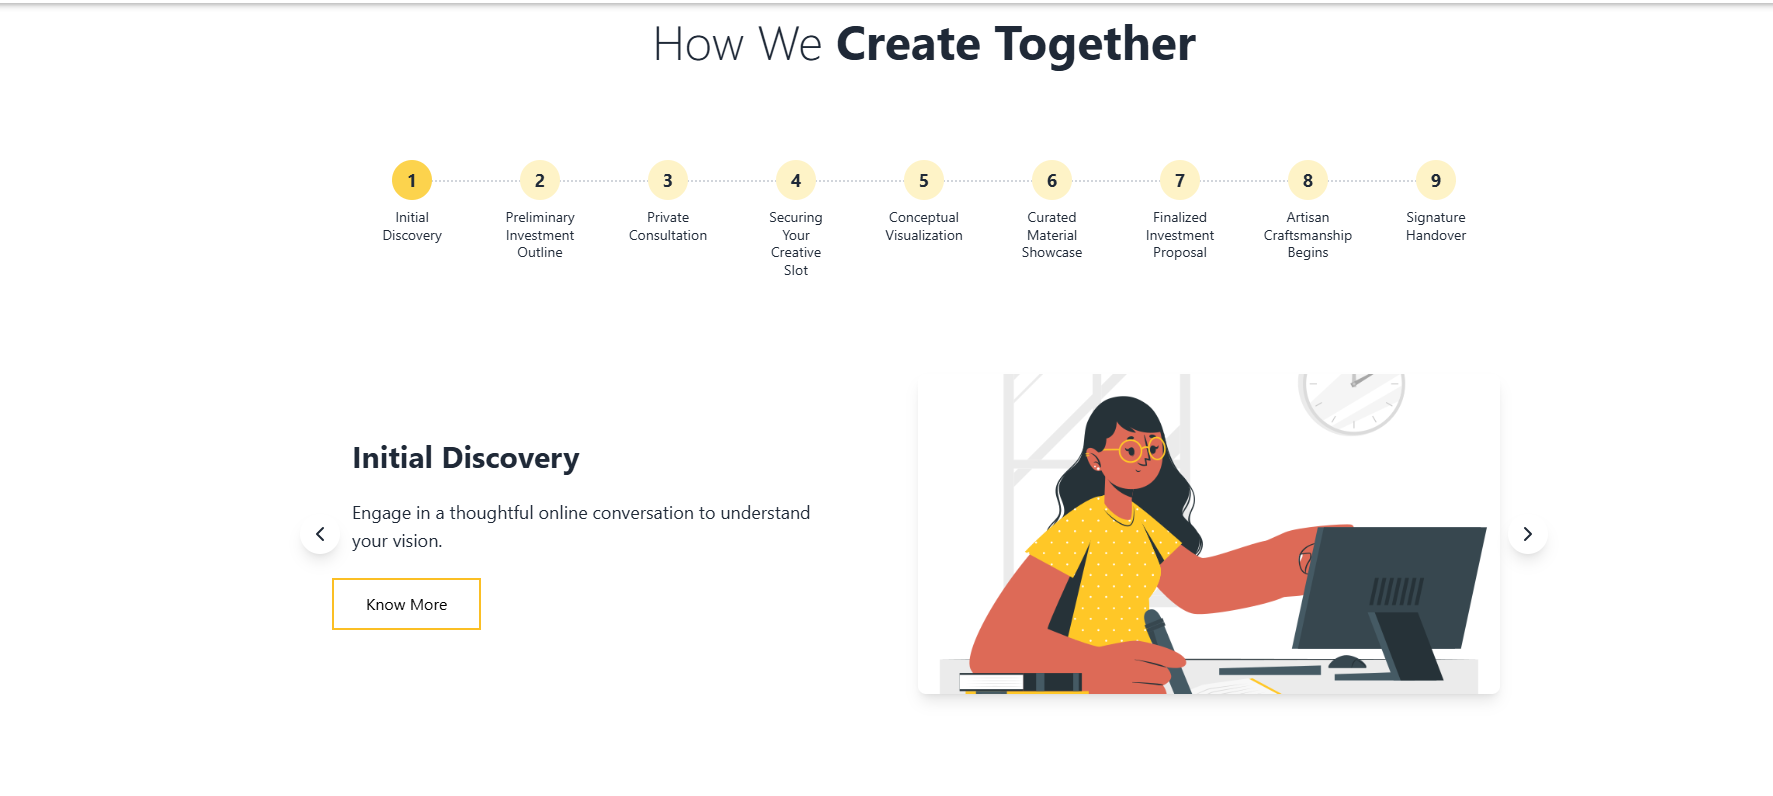 How We Create Together
1 2 3 4 5 6 7 8 9
Initial
Discovery
Preliminary
Investment
Outline
Private
Consultation
Securing
Your
Creative
Slot
Conceptual
Visualization
Curated
Material
Showcase
Finalized
Investment
Proposal
Artisan
Craftsmanship
Begins
Signature
Handover
Initial Discovery
Engage in a thoughtful online conversation to understand
your vision.
Know More